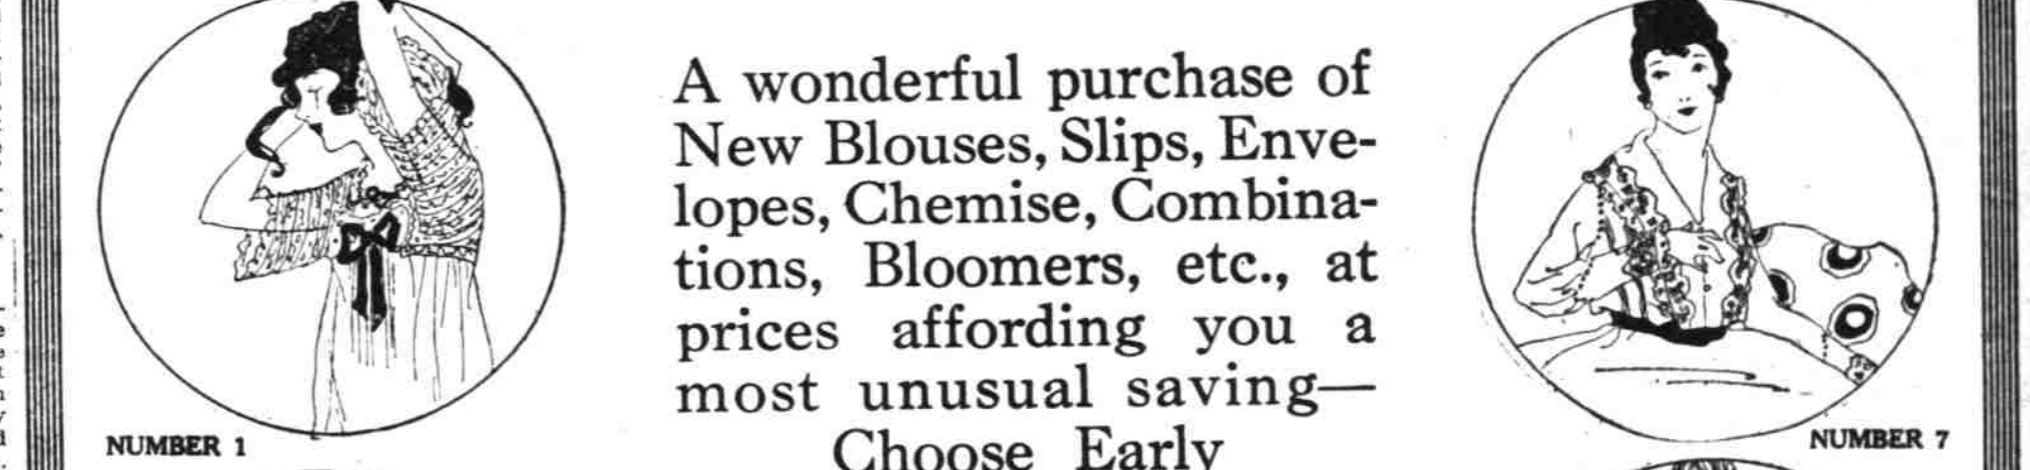 A wonderful purchase of
New Blouses, Slips, Enve-
lopes, Chemise, Combina-
tions, Bloomers, etc., at
prices affording you a
most unusual saving—
Choose Early
NUMBER 1
NUMBER 7